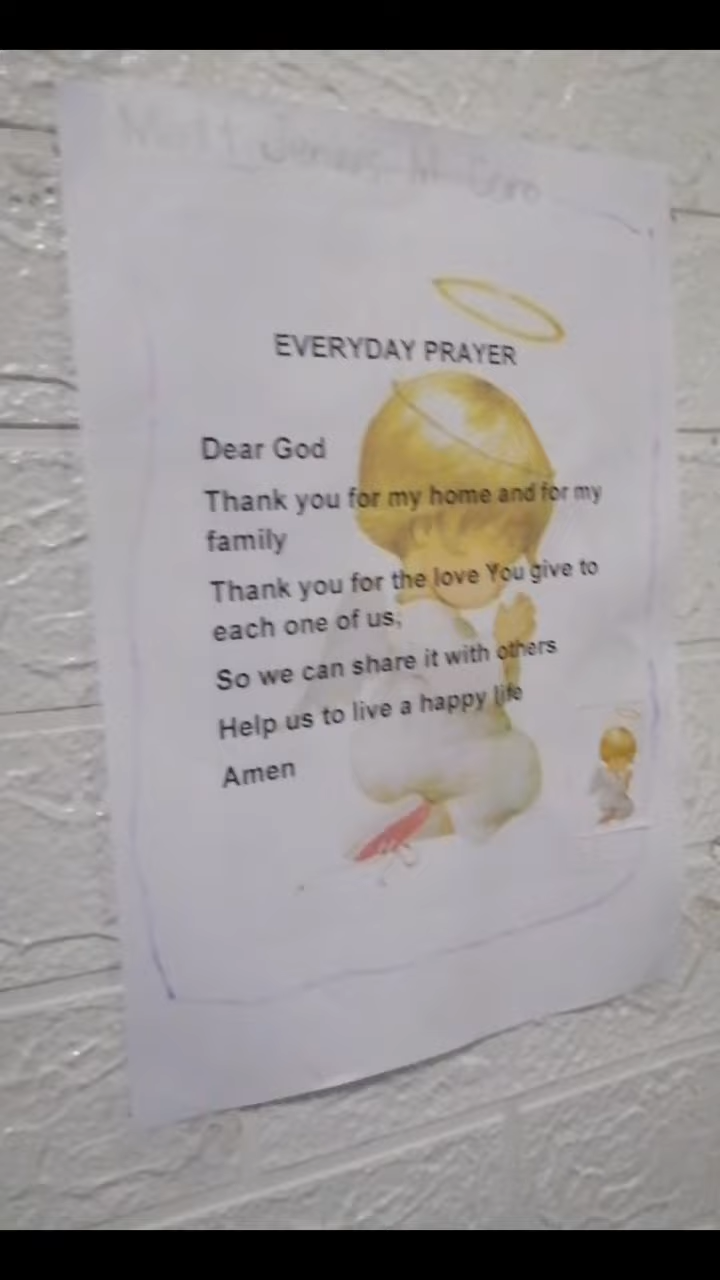 EVERYDAY PRAYER
Dear God
Thank you for my home and for my
family
Thank you for the love You give to
each one of us,
So we can share it with others
Help us to live a happy life
Amen